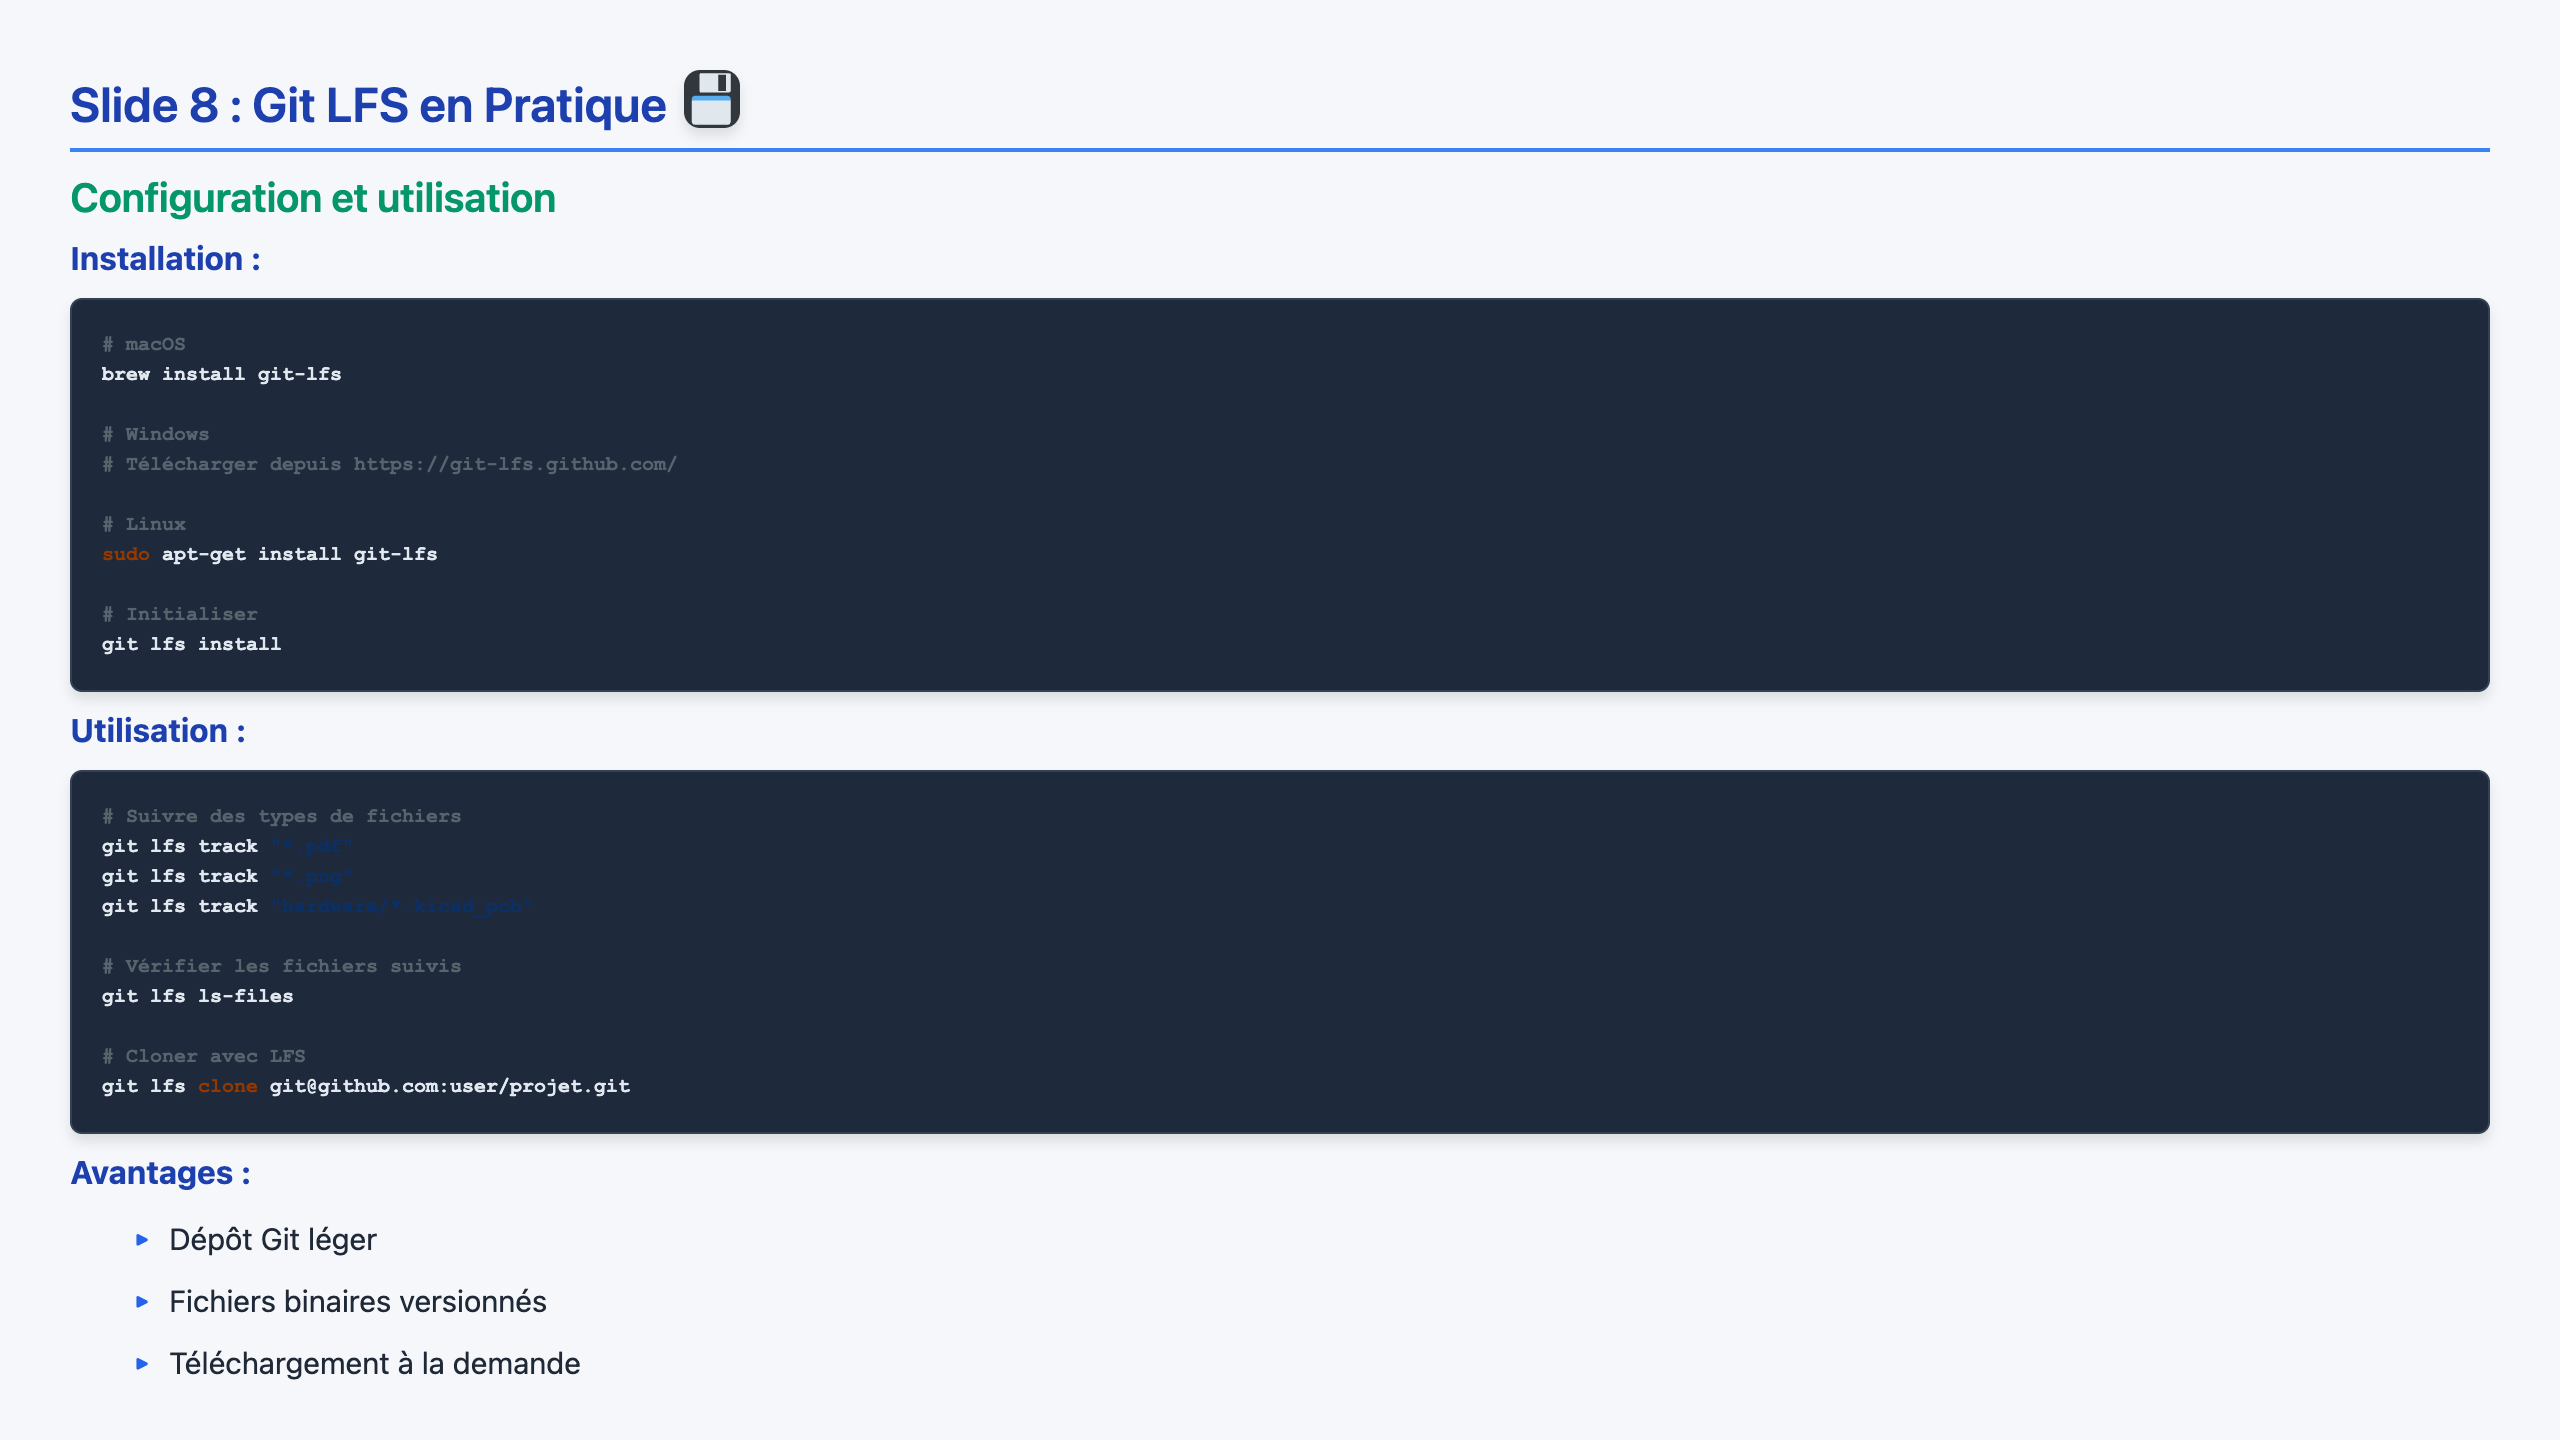 Slide 8 : Git LFS en Pratique
Configuration et utilisation
Installation :
# macOS
brew install git-lfs
# Windows
# Télécharger depuis https://git-lfs.github.com/
# Linux
sudo apt-get install git-lfs
# Initialiser
git lfs install
Utilisation :
# Suivre des types de fichiers
git lfs track "*.pdf"
git lfs track "*.png"
git lfs track "hardware/*.kicad_pcb"
# Vérifier les fichiers suivis
git lfs ls-files
# Cloner avec LFS
git lfs clone git@github.com:user/projet.git
Avantages :
Dépôt Git léger
Fichiers binaires versionnés
Téléchargement à la demande